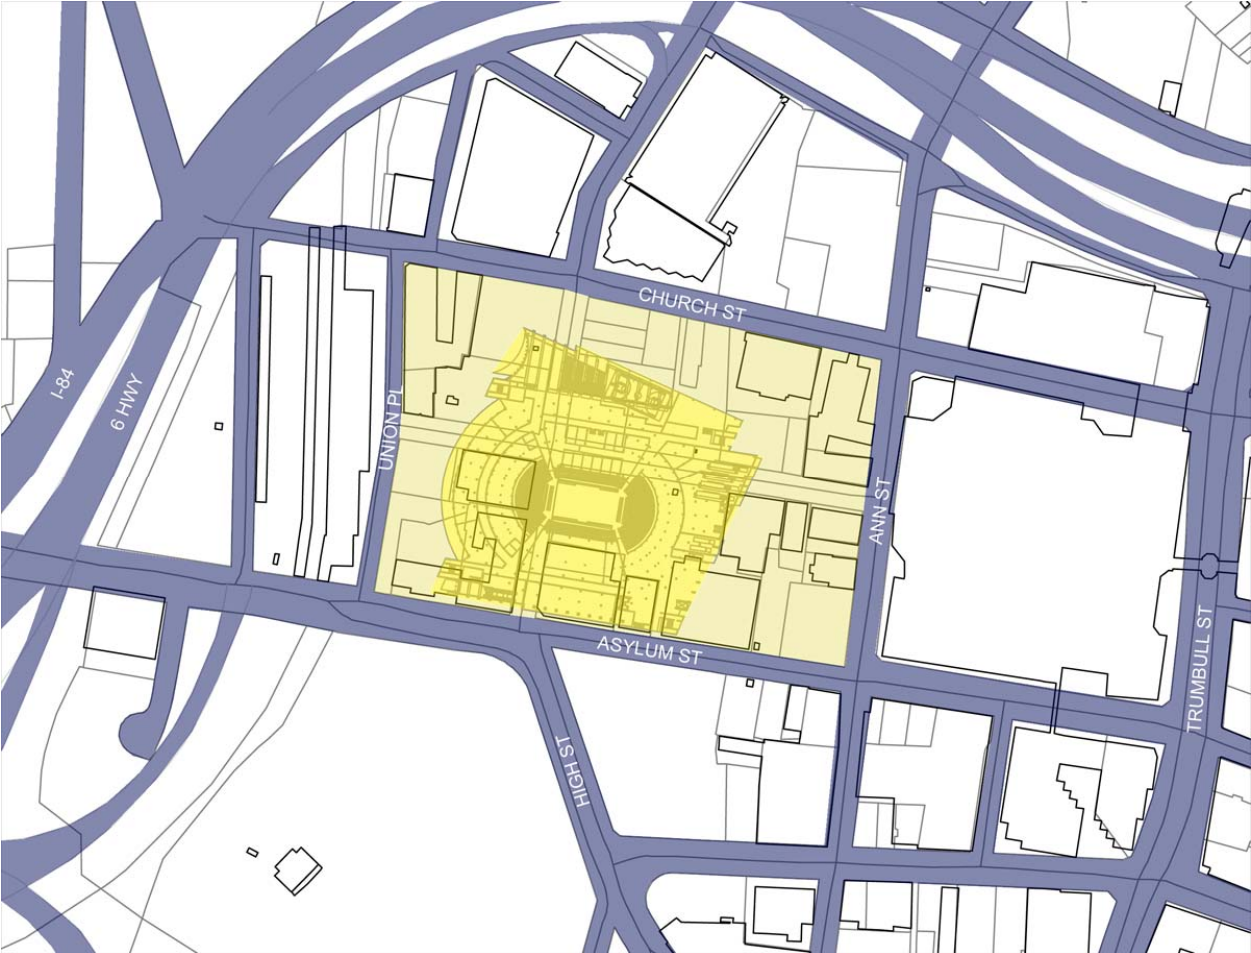 CHURCH ST
I-84
6 HWY
UNION PL
ANN ST
ASYLUM ST
TRUMBULL ST
HIGH ST